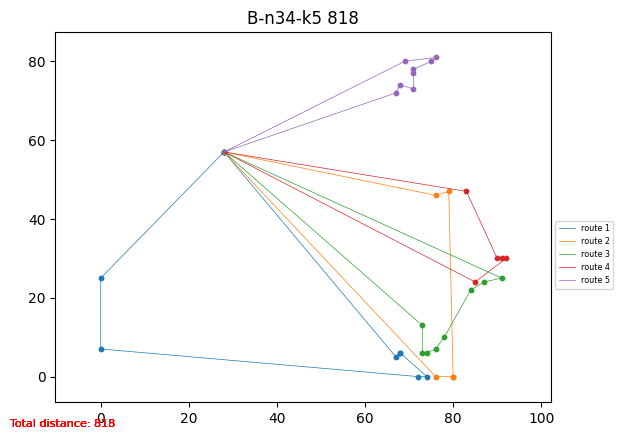 B-n34-k5 818
80
60
40
20
0
0 20 40 60 80 100
route 1
route 2
route 3
route 4
route 5
Total distance: 818